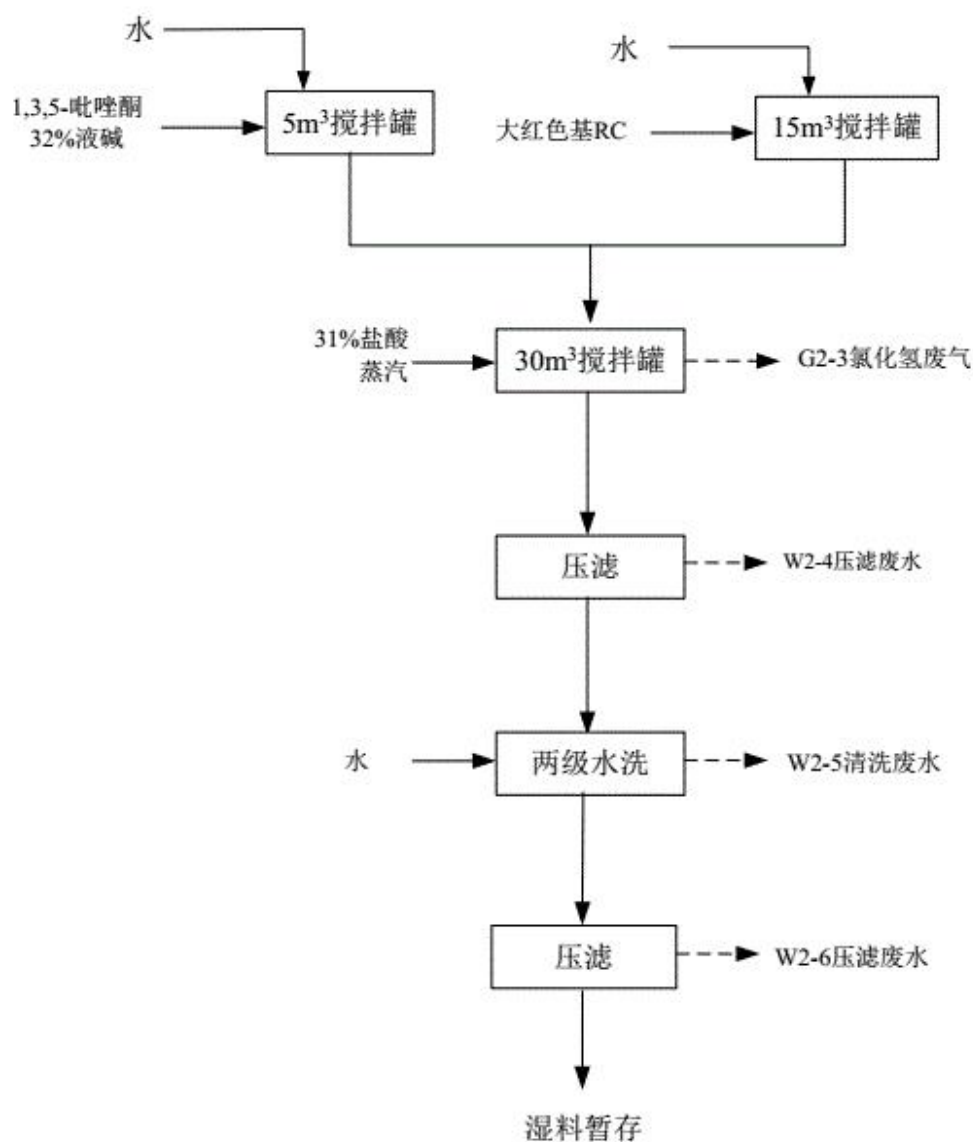 水
水
1,3,5-吡唑酮
32%液碱
5m³搅拌罐
大红色基RC
15m³搅拌罐
31%盐酸
蒸汽
30m³搅拌罐
G2-3氯化氢废气
压滤
W2-4压滤废水
水
两级水洗
W2-5清洗废水
压滤
W2-6压滤废水
湿料暂存